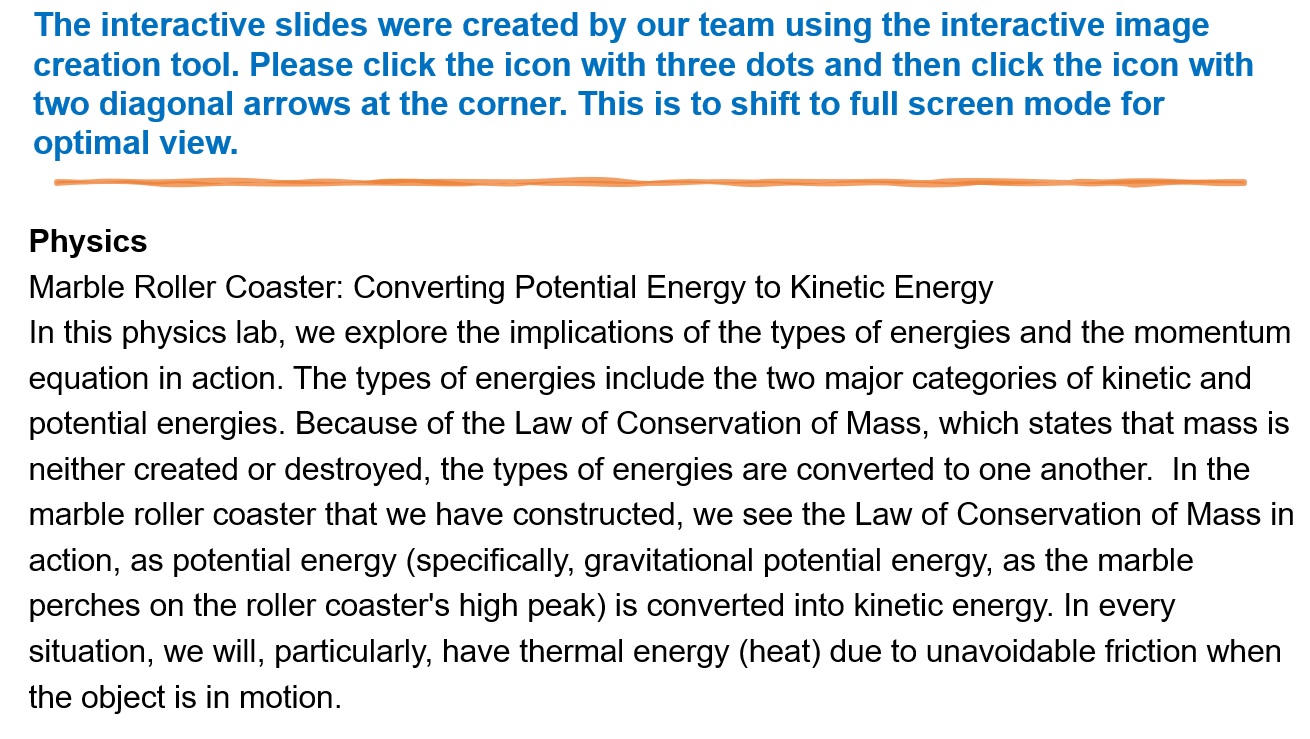 The interactive slides were created by our team using the interactive image
creation tool. Please click the icon with three dots and then click the icon with
two diagonal arrows at the corner. This is to shift to full screen mode for
optimal view.
Physics
Marble Roller Coaster: Converting Potential Energy to Kinetic Energy
In this physics lab, we explore the implications of the types of energies and the momentum
equation in action. The types of energies include the two major categories of kinetic and
potential energies. Because of the Law of Conservation of Mass, which states that mass is
neither created or destroyed, the types of energies are converted to one another.  In the
marble roller coaster that we have constructed, we see the Law of Conservation of Mass in
action, as potential energy (specifically, gravitational potential energy, as the marble
perches on the roller coaster's high peak) is converted into kinetic energy. In every
situation, we will, particularly, have thermal energy (heat) due to unavoidable friction when
the object is in motion.